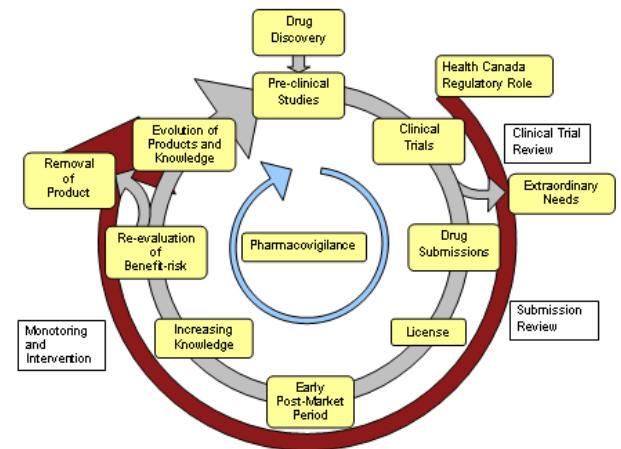 Drug
Discovery
Pre-clinical
Studies
Health Canada
Regulatory Role
Clinical
Trials
Clinical Trial
Review
Extraordinary
Needs
Drug
Submissions
Submission
Review
License
Early
Post-Market
Period
Increasing
Knowledge
Monotoring
and
Intervention
Re-evaluation
of
Benefit-risk
Removal
of
Product
Evolution of
Products and
Knowledge
Pharmacovigilance